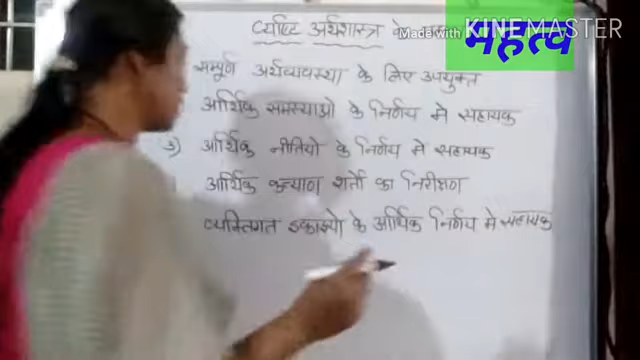 व्यष्टि अर्थशास्त्र के
महत्व
Made with KINEMASTER
सम्पूर्ण अर्थव्यावस्था के लिए उपयुक्त
आर्थिक समस्याओ के निर्णय मे सहायक
3) आर्थिक नीतियो के निर्णय मे सहायक
आर्थिक कल्याण शर्तो का निरीक्षण
व्यक्तिगत इकाइयो के आर्थिक निर्णय मे सहायक